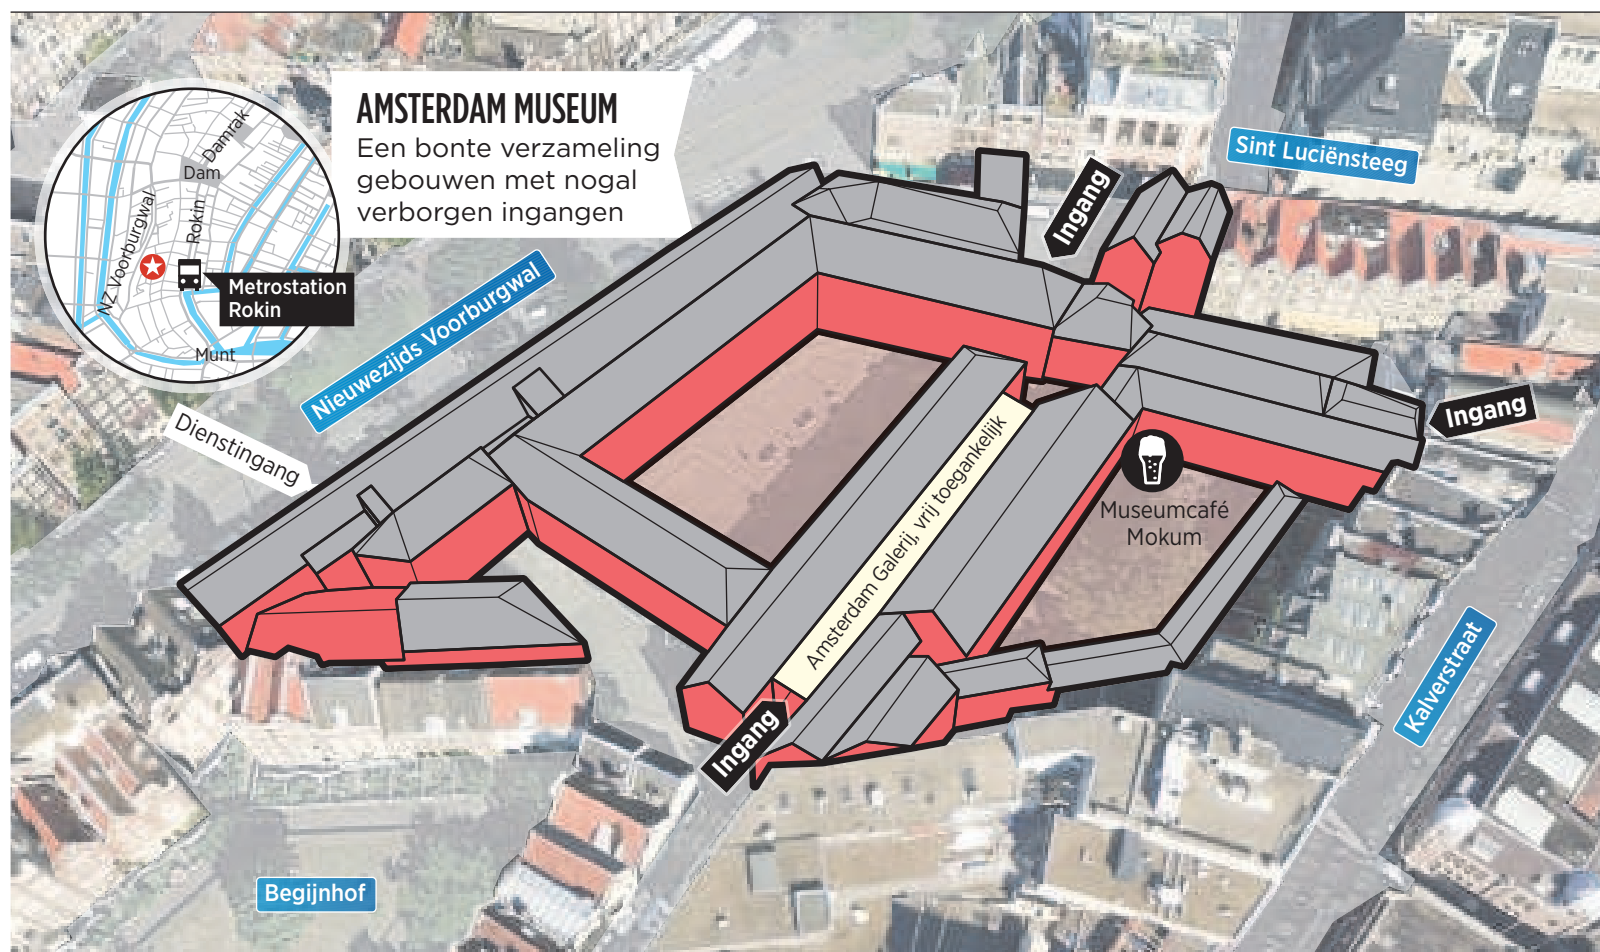 AMSTERDAM MUSEUM
Een bonte verzameling
gebouwen met nogal
verborgen ingangen
Damrak
Dam
Rokin
NZ Voorburgwal
Metrostation
Rokin
Munt
Sint Luciënsteeg
Ingang
Nieuwezijds Voorburgwal
Dienstingang
Ingang
Amsterdam Galerij, vrij toegankelijk
Museumcafé
Mokum
Kalverstraat
Ingang
Begijnhof